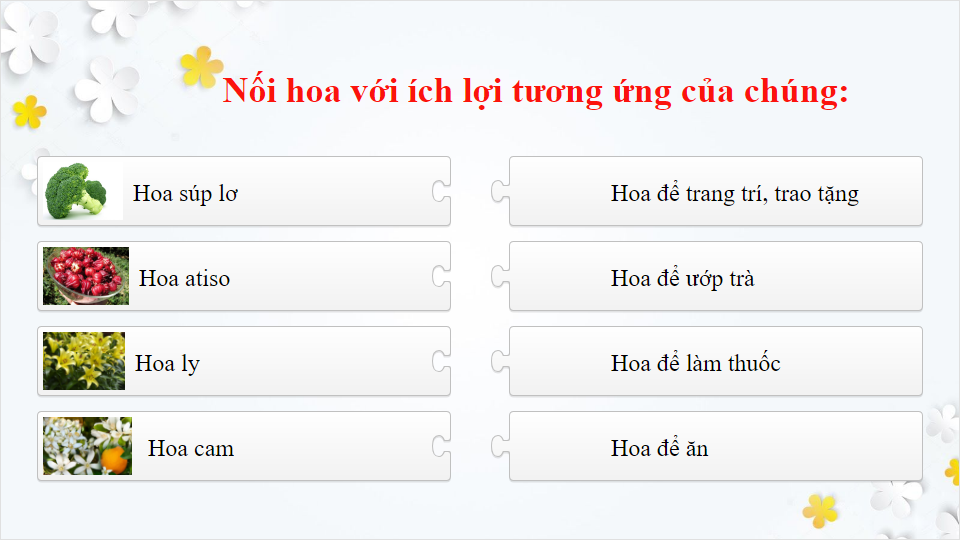 Nối hoa với ích lợi tương ứng của chúng:
Hoa súp lơ
Hoa để trang trí, trao tặng
Hoa atiso
Hoa để ướp trà
Hoa ly
Hoa để làm thuốc
Hoa cam
Hoa để ăn